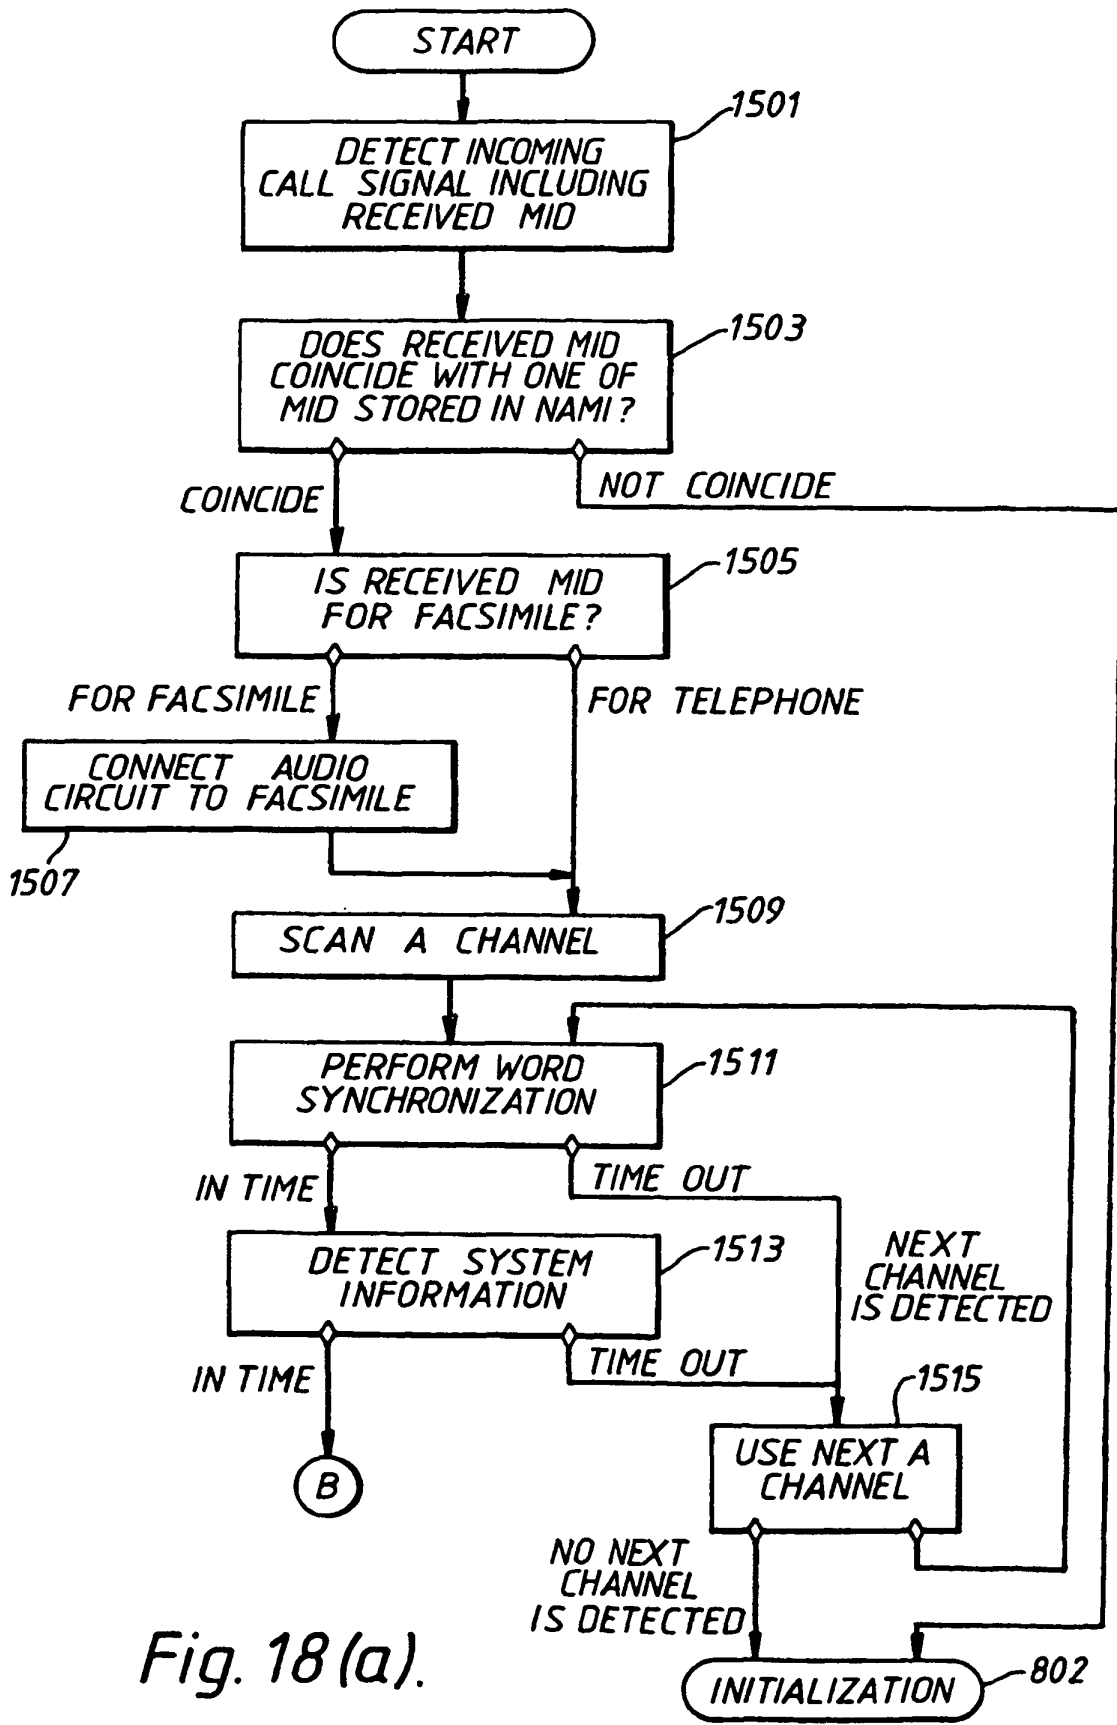 START
1501
DETECT INCOMING
CALL SIGNAL INCLUDING
RECEIVED MID
1503
DOES RECEIVED MID
COINCIDE WITH ONE OF
MID STORED IN NAMI?
COINCIDE
NOT COINCIDE
1505
IS RECEIVED MID
FOR FACSIMILE?
FOR FACSIMILE
FOR TELEPHONE
CONNECT AUDIO
CIRCUIT TO FACSIMILE
1507
1509
SCAN A CHANNEL
PERFORM WORD
SYNCHRONIZATION
1511
IN TIME
TIME OUT
DETECT SYSTEM
INFORMATION
1513
NEXT
CHANNEL
IS DETECTED
IN TIME
TIME OUT
1515
USE NEXT A
CHANNEL
B
NO NEXT
CHANNEL
IS DETECTED
Fig. 18(a).
INITIALIZATION
802